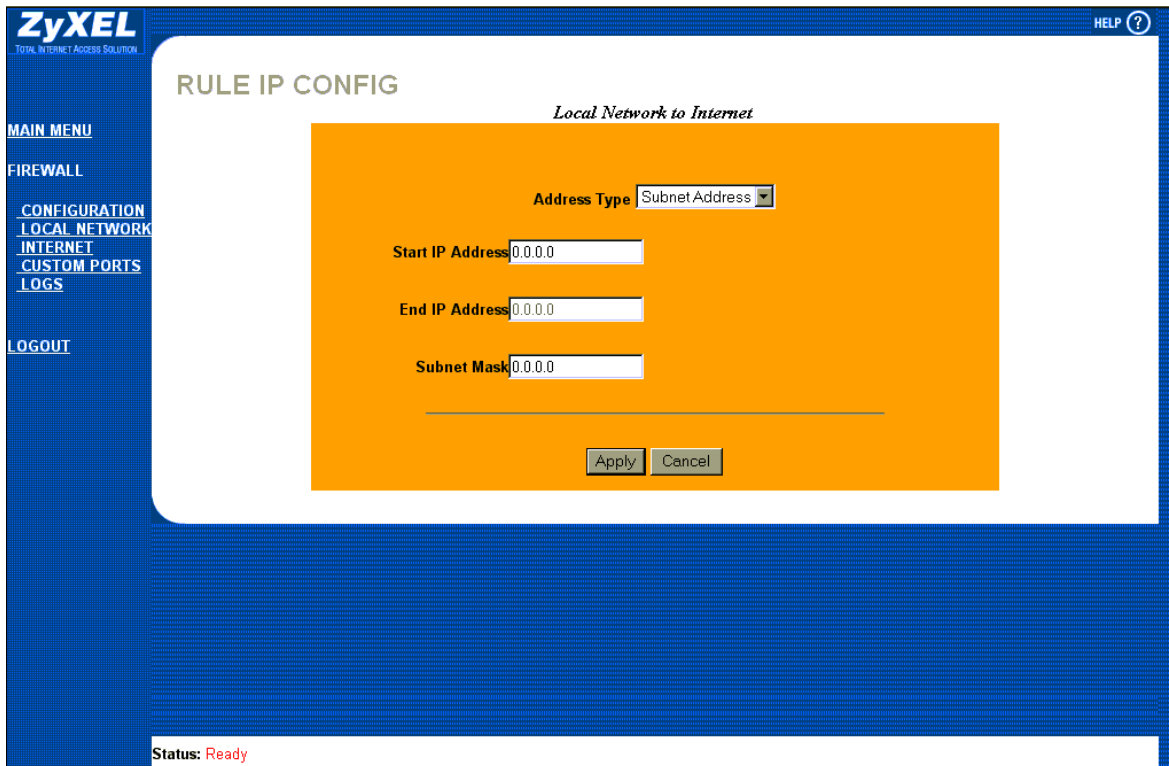 ZyXEL
TOTAL INTERNET ACCESS SOLUTION
HELP ?
MAIN MENU
FIREWALL
CONFIGURATION
LOCAL NETWORK
INTERNET
CUSTOM PORTS
LOGS
LOGOUT
RULE IP CONFIG
Local Network to Internet
Address Type Subnet Address
Start IP Address 0.0.0.0
End IP Address 0.0.0.0
Subnet Mask 0.0.0.0
Apply Cancel
Status: Ready